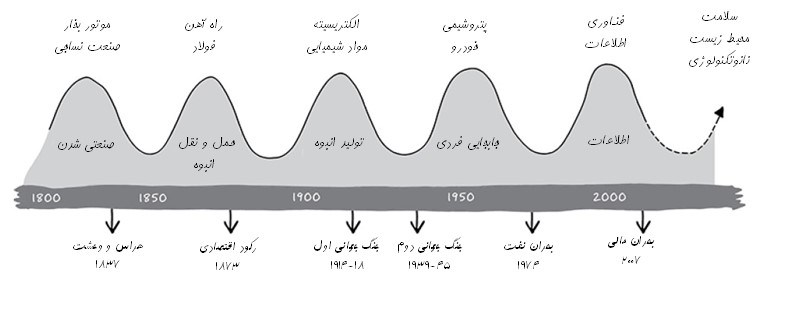 موتور بخار
صنعت نساجی
راه آهن
فولاد
الکتریسیته
مواد شیمیایی
پتروشیمی
خودرو
فناوری
اطلاعات
سلامت
محیط زیست
نانوتکنولوژی
صنعتی شدن
حمل و نقل
انبوه
تولید انبوه
جابجایی فردی
اطلاعات
1800
1850
1900
1950
2000
هراس و وحشت
۱۸۳۷
رکود اقتصادی
۱۸۷۳
جنگ جهانی اول
۱۹۱۴-۱۸
جنگ جهانی دوم
۱۹۳۹-۴۵
بحران نفت
۱۹۷۴
بحران مالی
۲۰۰۷